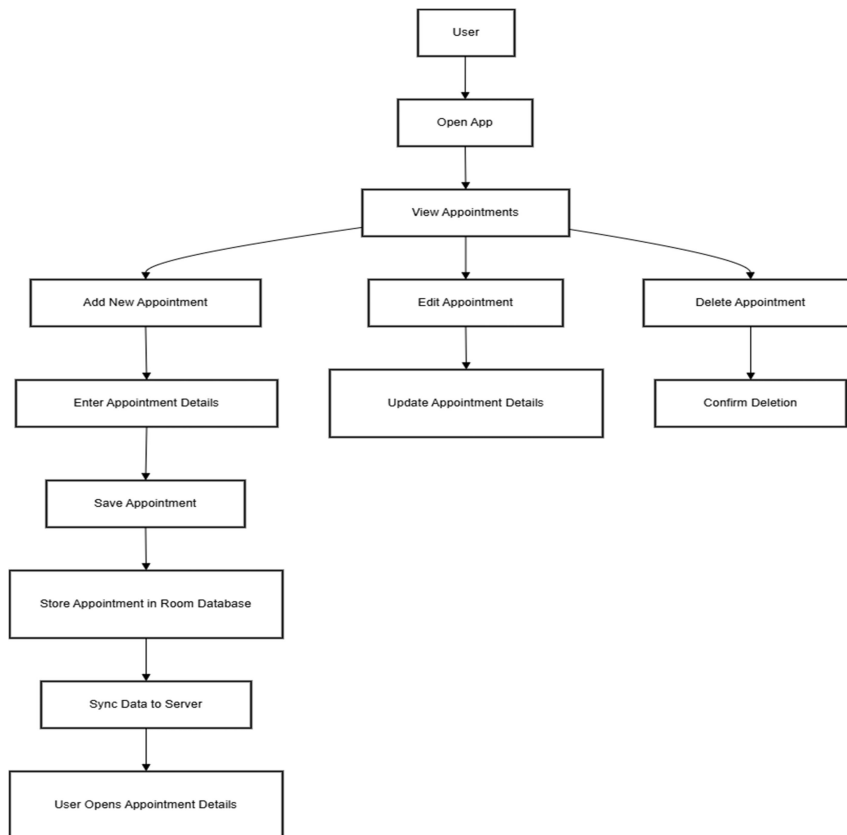 User
Open App
View Appointments
Add New Appointment
Edit Appointment
Delete Appointment
Enter Appointment Details
Update Appointment Details
Confirm Deletion
Save Appointment
Store Appointment in Room Database
Sync Data to Server
User Opens Appointment Details